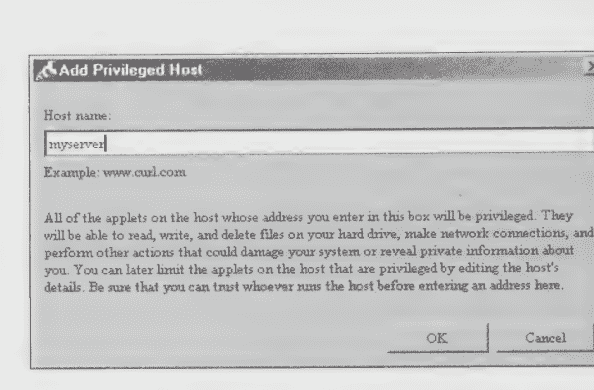 Add Privileged Host
Host name:
myserver
Example: www.curl.com
All of the applets on the host whose address you enter in this box will be privileged. They
will be able to read, write, and delete files on your hard drive, make network connections, and
perform other actions that could damage your system or reveal private information about
you. You can later limit the applets on the host that are privileged by editing the host's
details. Be sure that you can trust whoever runs the host before entering an address here.
OK Cancel